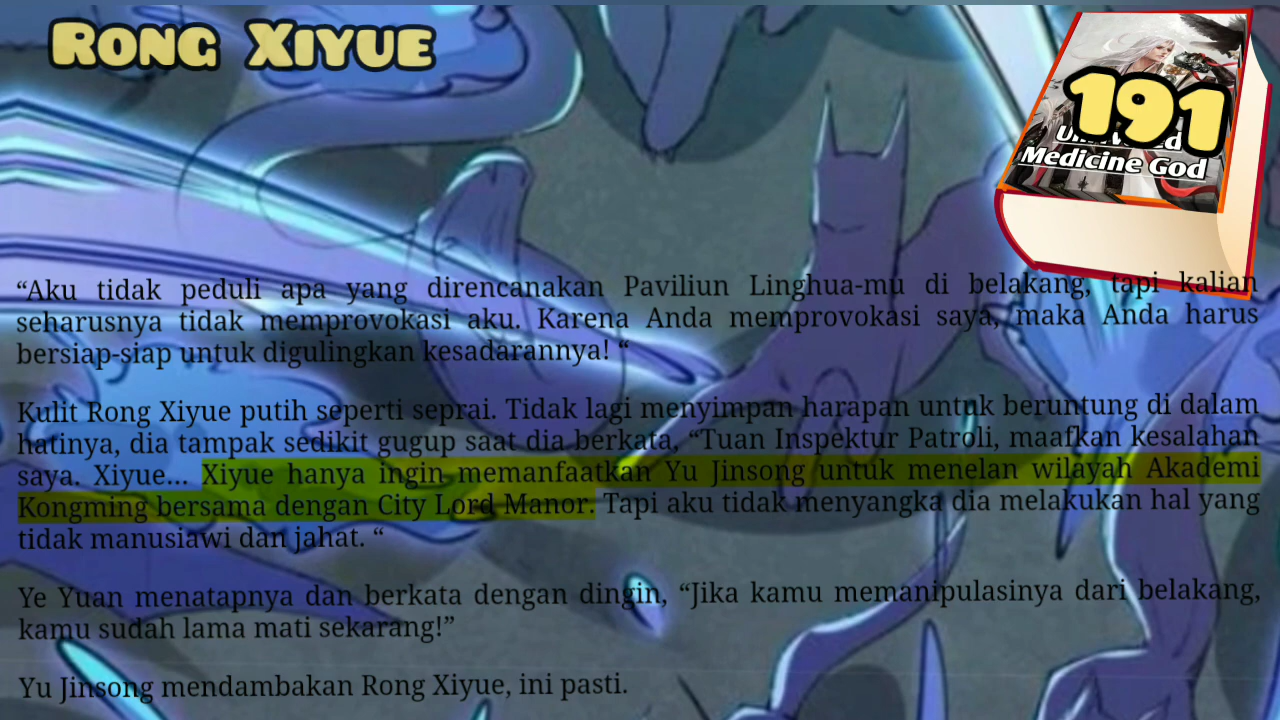 Rong Xiyue
191
Medicine God
“Aku tidak peduli apa yang direncanakan Paviliun Linghua-mu di belakang, tapi kalian
seharusnya tidak memprovokasi aku. Karena Anda memprovokasi saya, maka Anda harus
bersiap-siap untuk digulingkan kesadarannya! “
Kulit Rong Xiyue putih seperti seprai. Tidak lagi menyimpan harapan untuk beruntung di dalam
hatinya, dia tampak sedikit gugup saat dia berkata, “Tuan Inspektur Patroli, maafkan kesalahan
saya. Xiyue... Xiyue hanya ingin memanfaatkan Yu Jinsong untuk menelan wilayah Akademi
Kongming bersama dengan City Lord Manor. Tapi aku tidak menyangka dia melakukan hal yang
tidak manusiawi dan jahat. “
Ye Yuan menatapnya dan berkata dengan dingin, “Jika kamu memanipulasinya dari belakang,
kamu sudah lama mati sekarang!”
Yu Jinsong mendambakan Rong Xiyue, ini pasti.